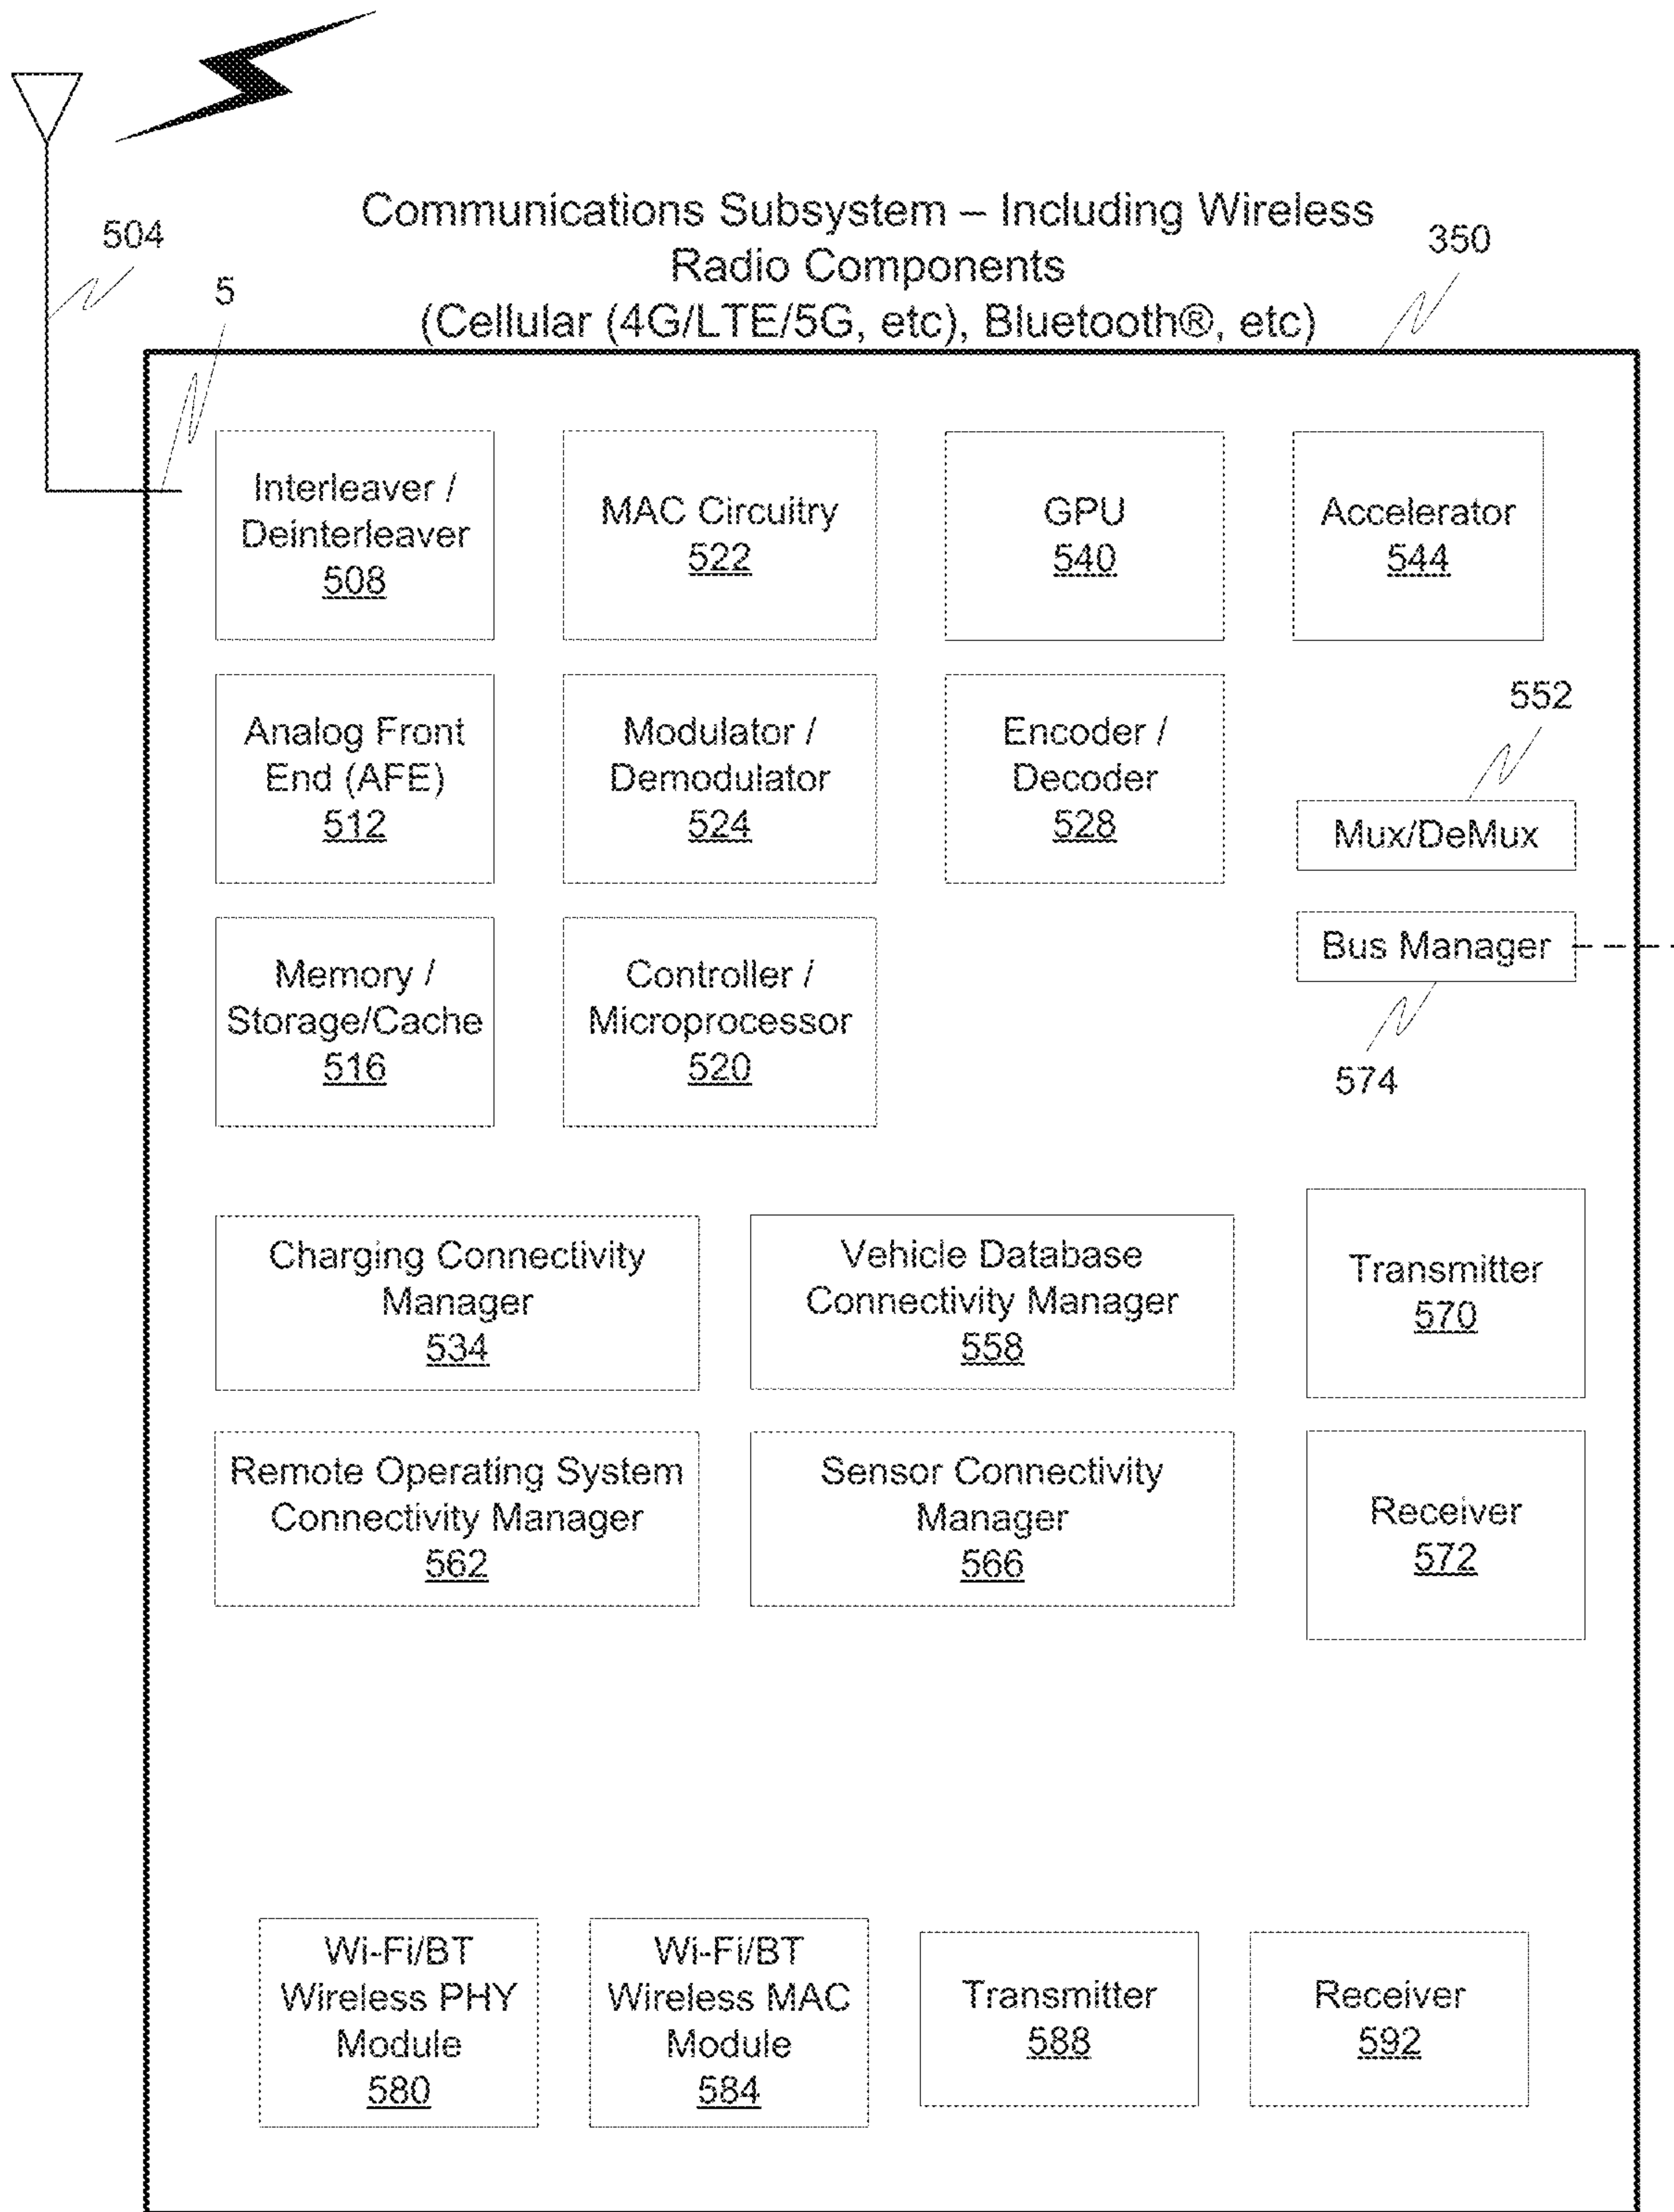 Communications Subsystem – Including Wireless
Radio Components
(Cellular (4G/LTE/5G, etc), Bluetooth®, etc)
504
5
350
Interleaver /
Deinterleaver
508
MAC Circuitry
522
GPU
540
Accelerator
544
Analog Front
End (AFE)
512
Modulator /
Demodulator
524
Encoder /
Decoder
528
552
Mux/DeMux
Memory /
Storage/Cache
516
Controller /
Microprocessor
520
Bus Manager
574
Charging Connectivity
Manager
534
Vehicle Database
Connectivity Manager
558
Transmitter
570
Remote Operating System
Connectivity Manager
562
Sensor Connectivity
Manager
566
Receiver
572
Wi-Fi/BT
Wireless PHY
Module
580
Wi-Fi/BT
Wireless MAC
Module
584
Transmitter
588
Receiver
592